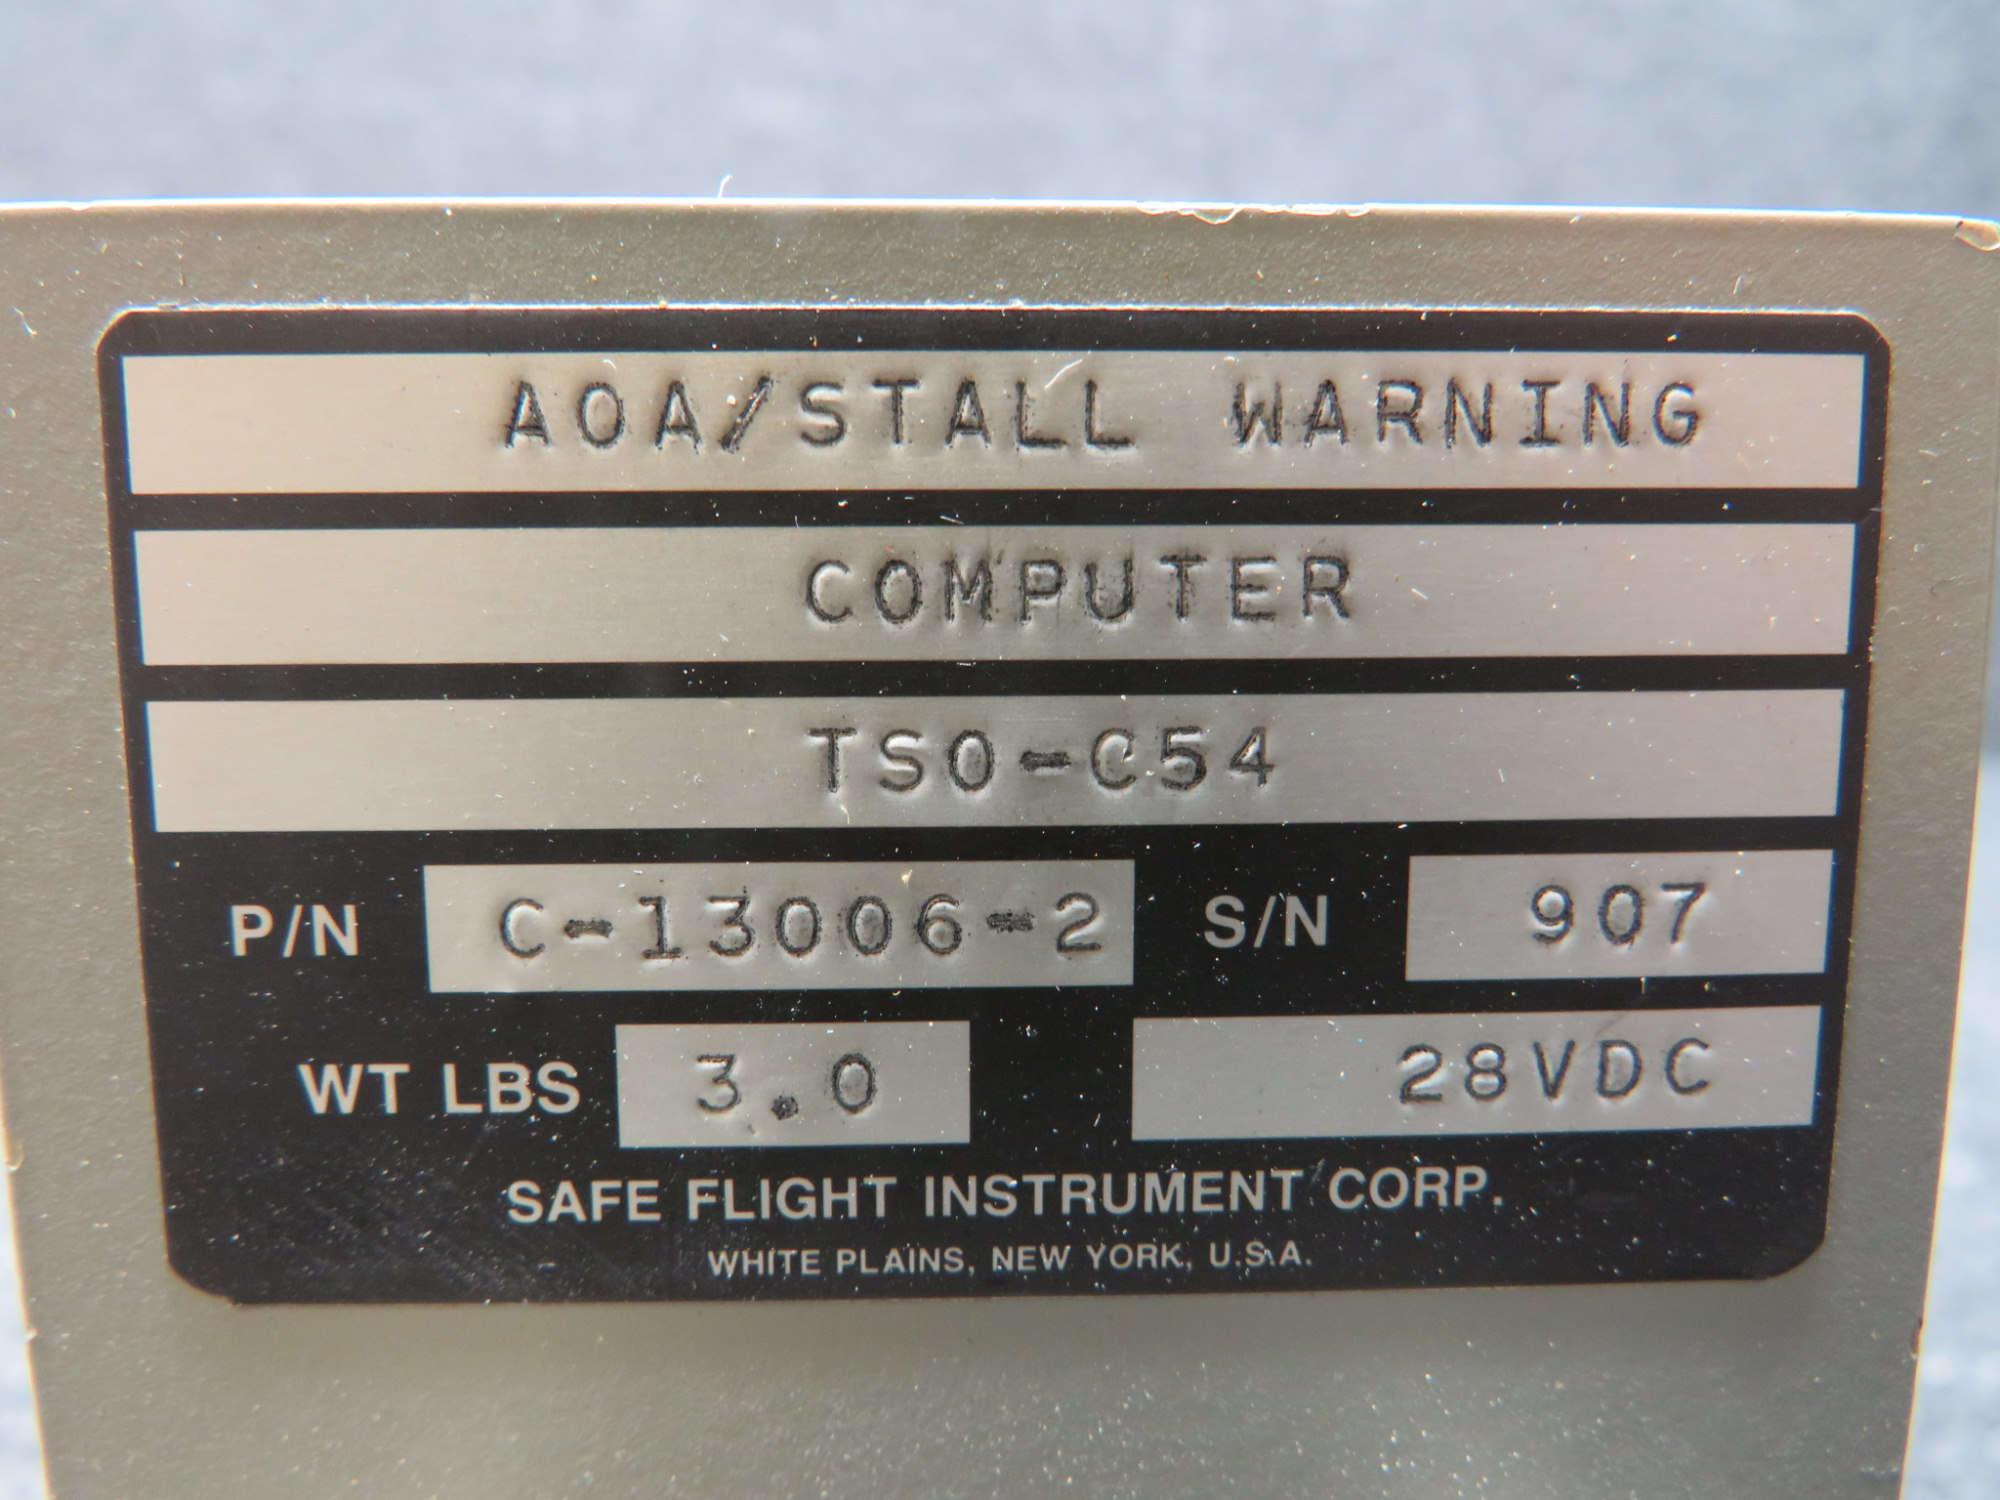 AOA/STALL WARNING
COMPUTER
TSO-C54
P/N C-13006-2 S/N 907
WT LBS 3.0 28VDC
SAFE FLIGHT INSTRUMENT CORP.
WHITE PLAINS, NEW YORK, U.S.A.